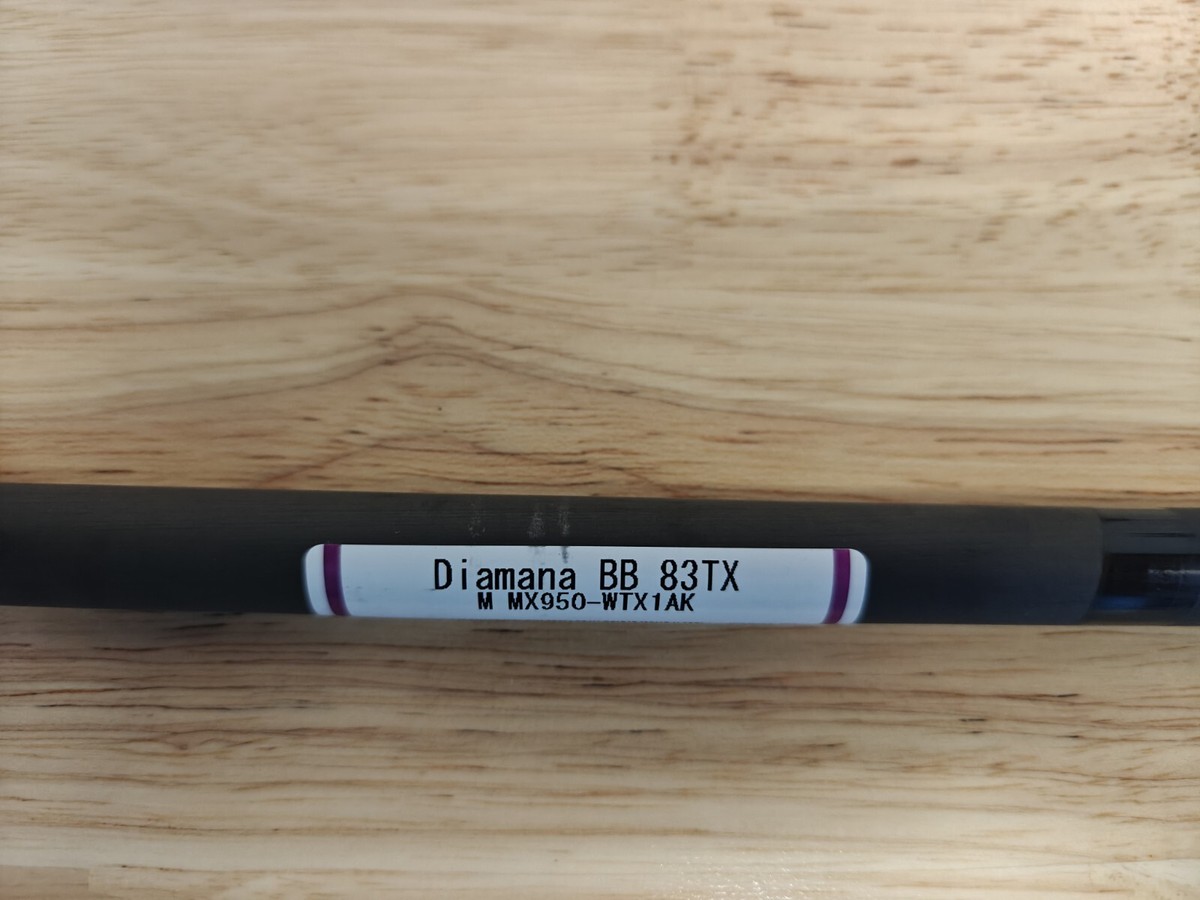 Diamana BB 83TX
M MX950-WTX1AK